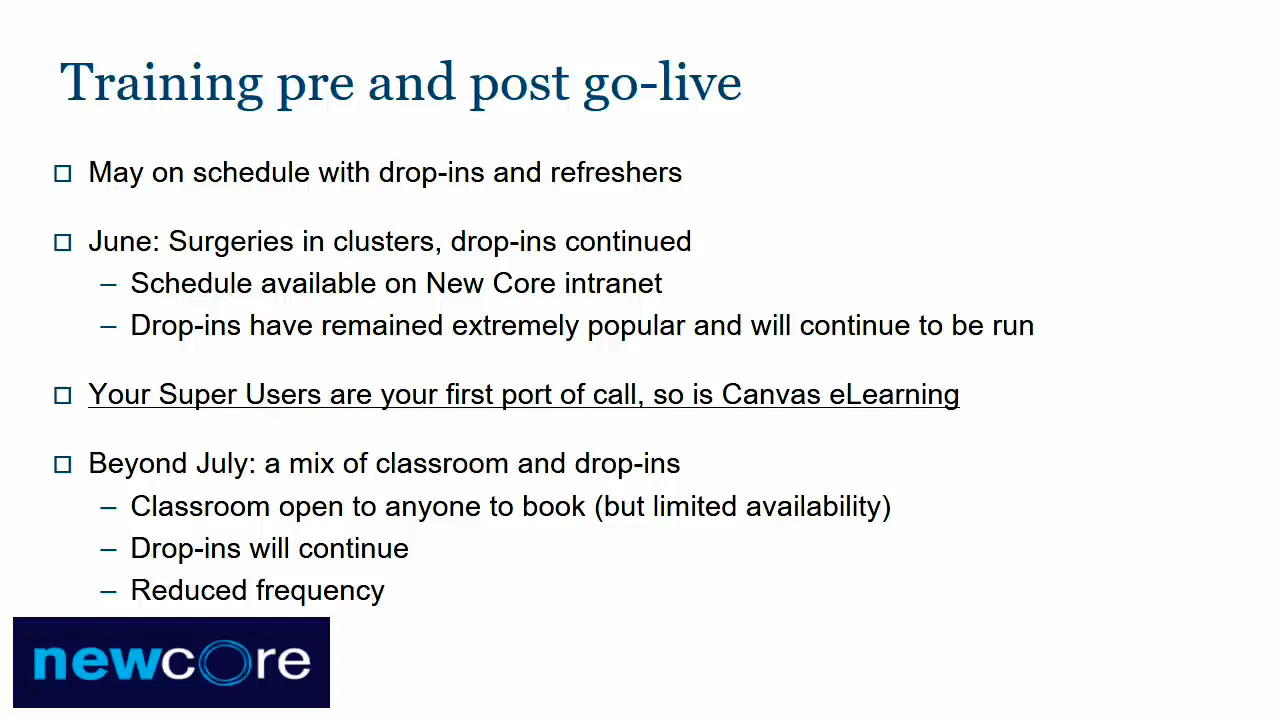 Training pre and post go-live
May on schedule with drop-ins and refreshers
June: Surgeries in clusters, drop-ins continued
– Schedule available on New Core intranet
– Drop-ins have remained extremely popular and will continue to be run
Your Super Users are your first port of call, so is Canvas eLearning
Beyond July: a mix of classroom and drop-ins
– Classroom open to anyone to book (but limited availability)
– Drop-ins will continue
– Reduced frequency
newcore